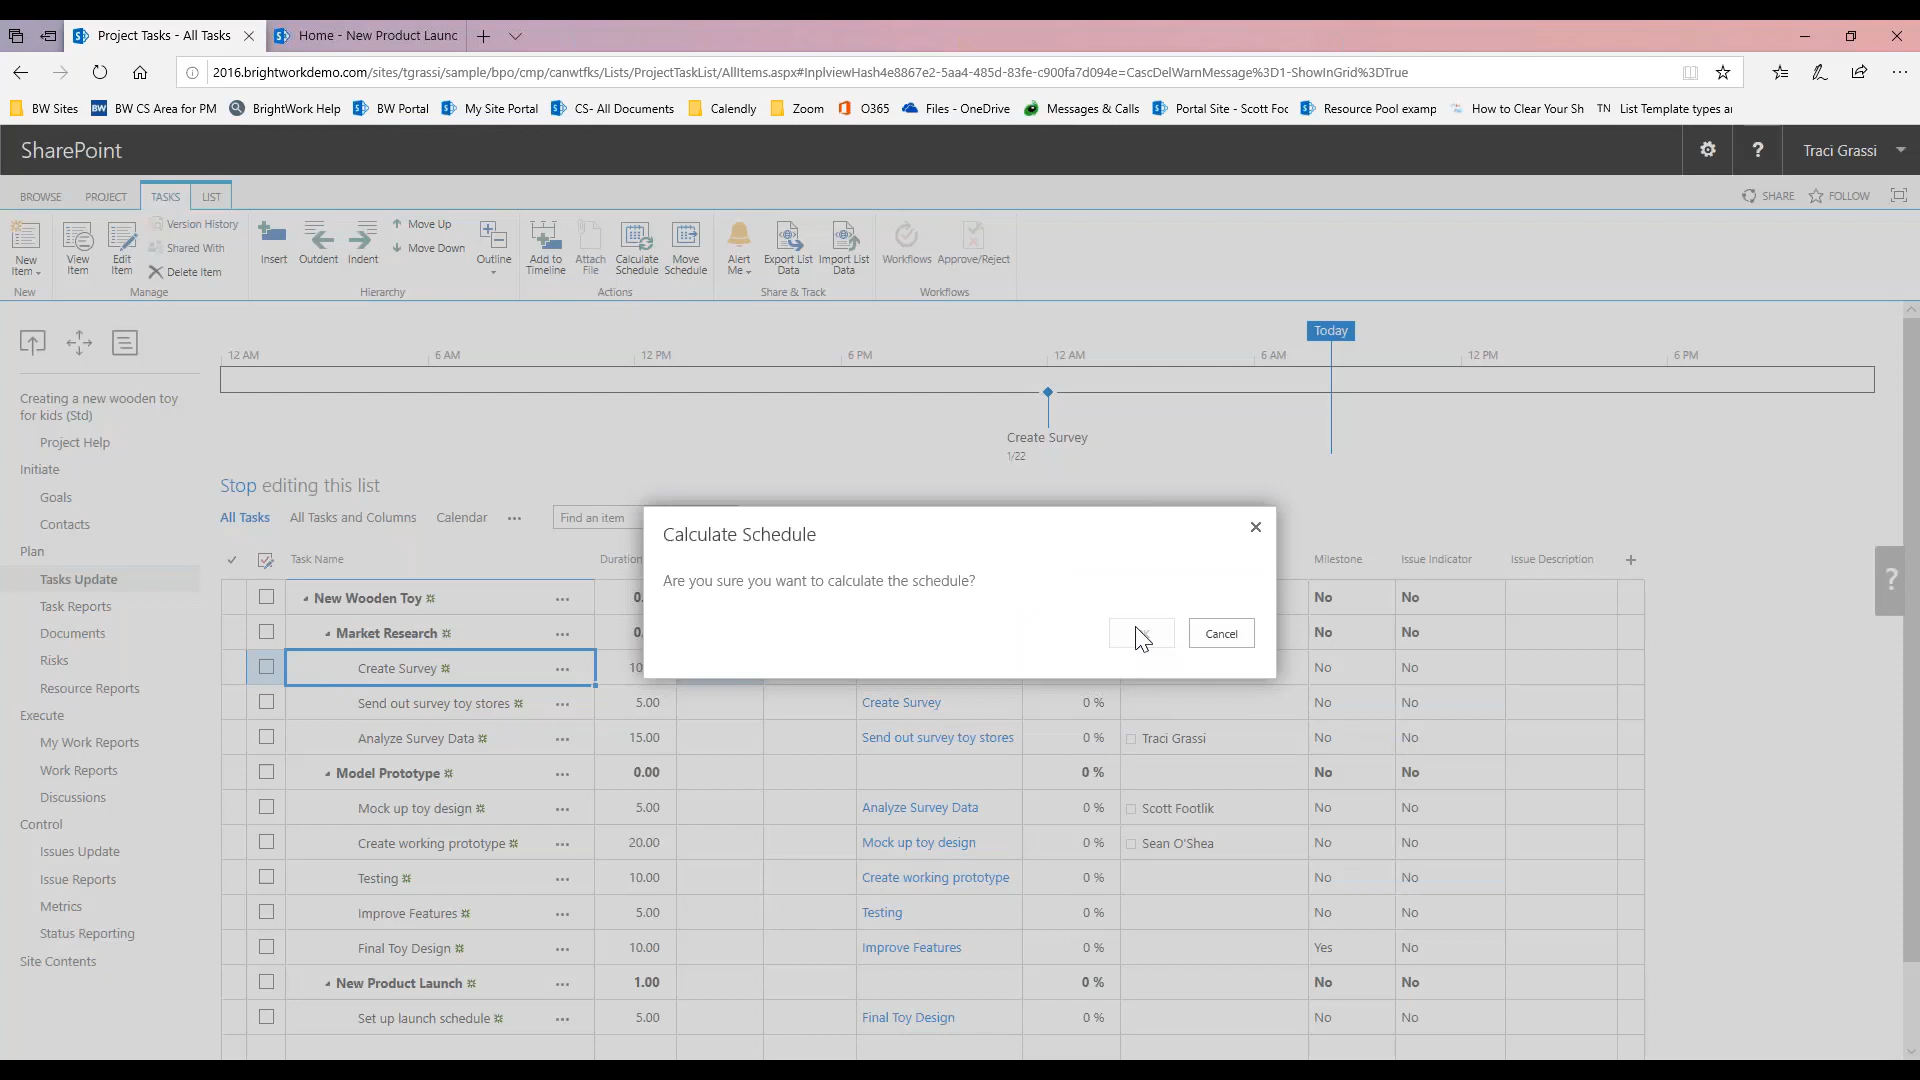 Project Tasks - All Tasks
Home - New Product Launc
2016.brightworkdemo.com/sites/tgrassi/sample/bpo/cmp/canwtfks/Lists/ProjectTaskList/AllItems.aspx#InplviewHash4e8867e2-5aa4-485d-83fe-c900fa7d094e=CascDelWarnMessage%3D1-ShowInGrid%3DTrue
BW Sites
BW CS Area for PM
BrightWork Help
BW Portal
My Site Portal
CS- All Documents
Calendly
Zoom
O365
Files - OneDrive
Messages & Calls
Portal Site - Scott Foc
Resource Pool examp
How to Clear Your Sh
TN List Template types ar
SharePoint
? Traci Grassi
BROWSE PROJECT TASKS LIST
SHARE FOLLOW
New Item
View Item
Edit Item
Version History
Shared With
Delete Item
Insert
Outdent
Indent
Move Up
Move Down
Outline
Add to Timeline
Attach File
Calculate Schedule
Move Schedule
Alert Me
Export List Data
Import List Data
Workflows
Approve/Reject
New
Manage
Hierarchy
Actions
Share & Track
Workflows
Today
12 AM 6 AM 12 PM 6 PM 12 AM 6 AM 12 PM 6 PM
Create Survey
1/22
Creating a new wooden toy
for kids (Std)
Project Help
Initiate
Goals
Contacts
Plan
Tasks Update
Task Reports
Documents
Risks
Resource Reports
Execute
My Work Reports
Work Reports
Discussions
Control
Issues Update
Issue Reports
Metrics
Status Reporting
Site Contents
Stop editing this list
All Tasks All Tasks and Columns Calendar ... Find an item
Task Name Duration Milestone Issue Indicator Issue Description +
New Wooden Toy ... 0. No No
Market Research ... 0. No No
Create Survey ... 10 No No
Send out survey toy stores ... 5.00 Create Survey 0 % No No
Analyze Survey Data ... 15.00 Send out survey toy stores 0 % Traci Grassi No No
Model Prototype ... 0.00 0 % No No
Mock up toy design ... 5.00 Analyze Survey Data 0 % Scott Footlik No No
Create working prototype ... 20.00 Mock up toy design 0 % Sean O'Shea No No
Testing ... 10.00 Create working prototype 0 % No No
Improve Features ... 5.00 Testing 0 % No No
Final Toy Design ... 10.00 Improve Features 0 % Yes No
New Product Launch ... 1.00 0 % No No
Set up launch schedule ... 5.00 Final Toy Design 0 % No No
Calculate Schedule
Are you sure you want to calculate the schedule?
Cancel
?